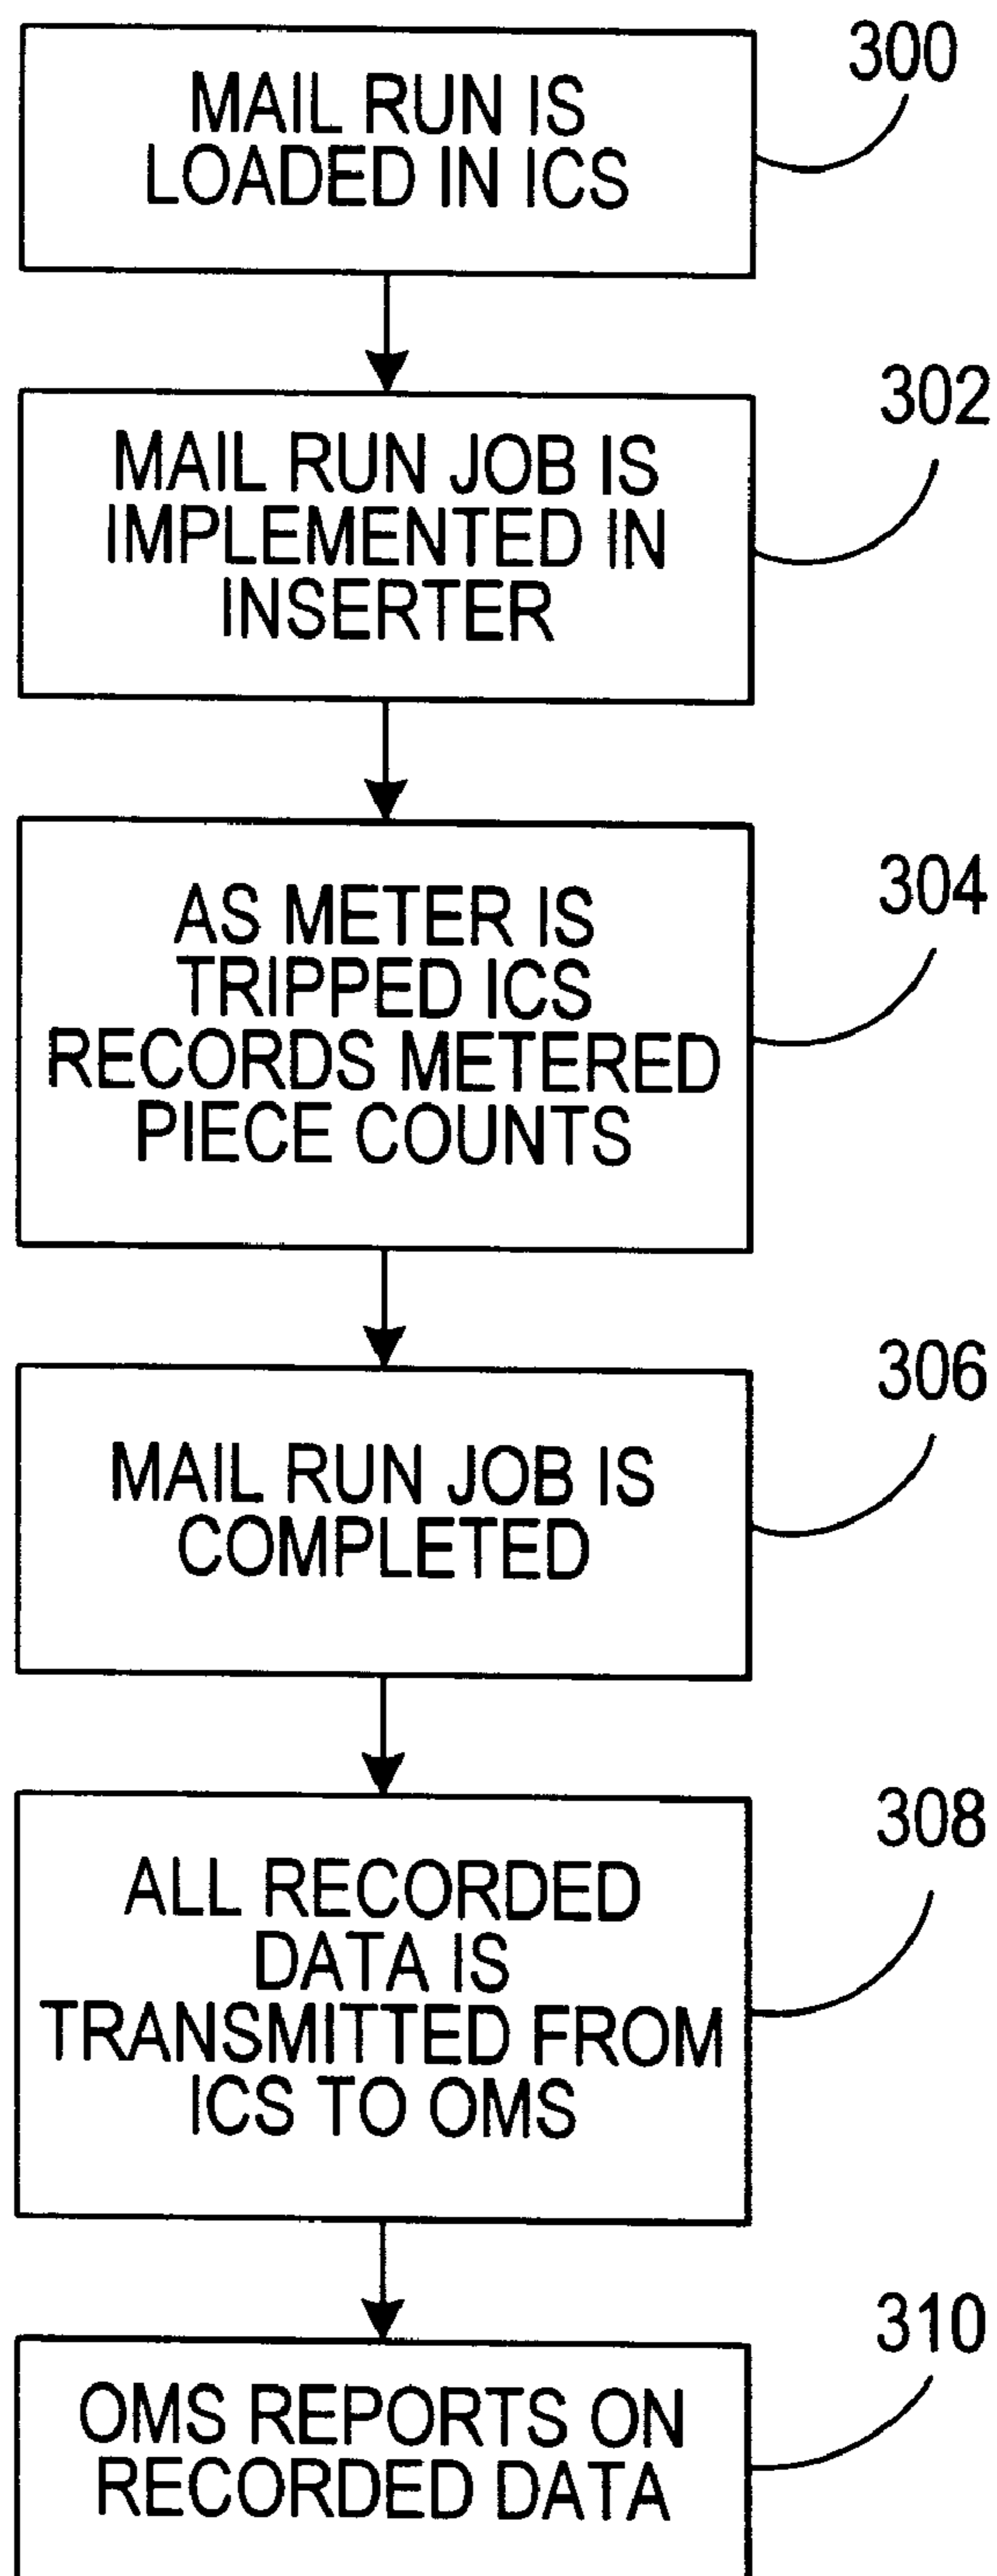 MAIL RUN IS
LOADED IN ICS
300
MAIL RUN JOB IS
IMPLEMENTED IN
INSERTER
302
AS METER IS
TRIPPED ICS
RECORDS METERED
PIECE COUNTS
304
MAIL RUN JOB IS
COMPLETED
306
ALL RECORDED
DATA IS
TRANSMITTED FROM
ICS TO OMS
308
OMS REPORTS ON
RECORDED DATA
310